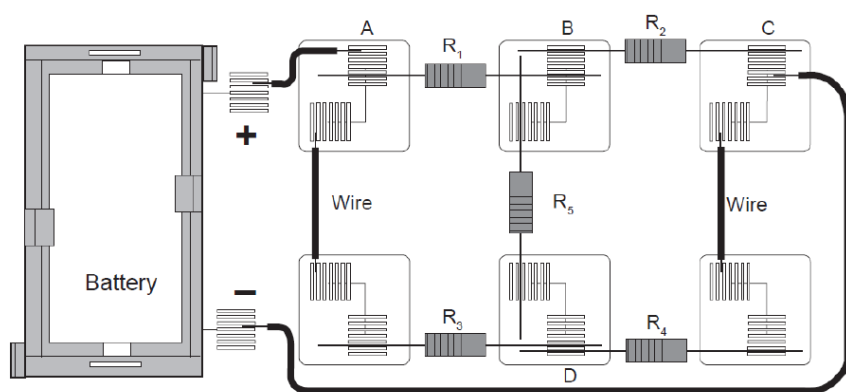 A
B
C
R₁
R₂
+
Wire
R₅
Wire
Battery
−
R₃
R₄
D